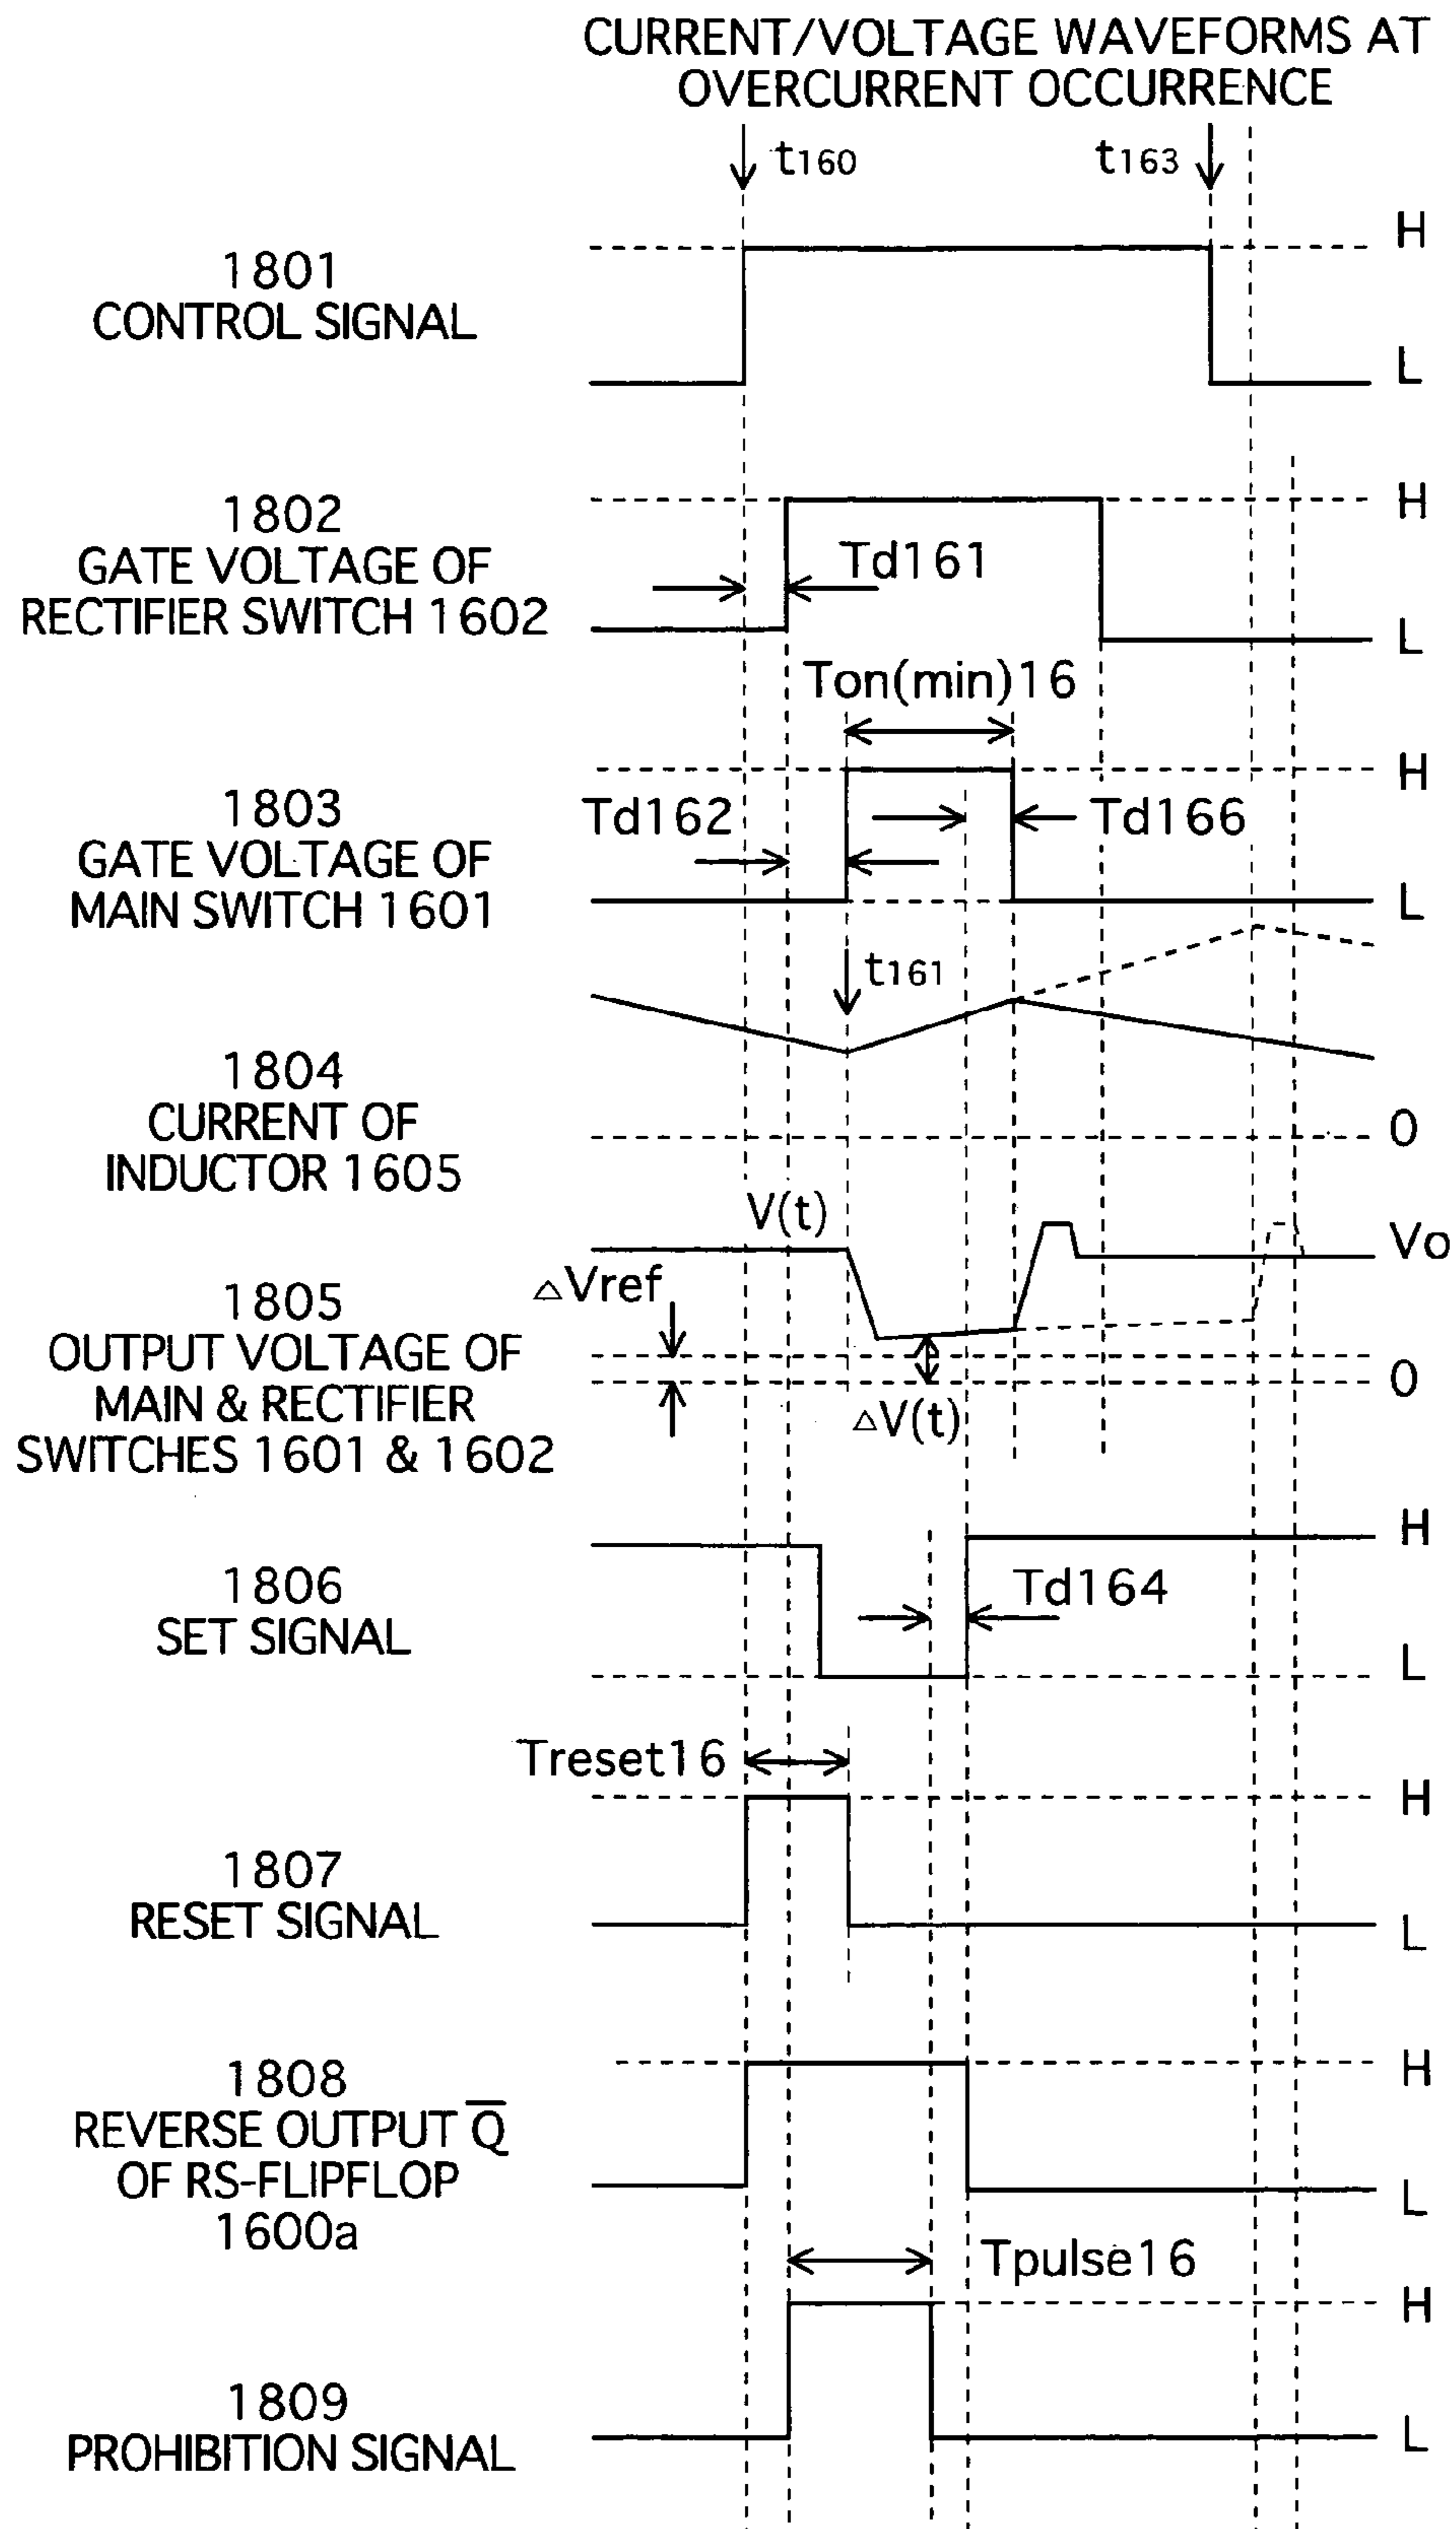 CURRENT/VOLTAGE WAVEFORMS AT
OVERCURRENT OCCURRENCE
t160
t163
1801
CONTROL SIGNAL
H
L
1802
GATE VOLTAGE OF
RECTIFIER SWITCH 1602
Td161
H
L
Ton(min)16
1803
GATE VOLTAGE OF
MAIN SWITCH 1601
Td162
Td166
H
L
t161
1804
CURRENT OF
INDUCTOR 1605
0
V(t)
Vo
△Vref
1805
OUTPUT VOLTAGE OF
MAIN & RECTIFIER
SWITCHES 1601 & 1602
0
△V(t)
1806
SET SIGNAL
Td164
H
L
Treset16
1807
RESET SIGNAL
H
L
1808
REVERSE OUTPUT Q̅
OF RS-FLIPFLOP
1600a
H
L
Tpulse16
1809
PROHIBITION SIGNAL
H
L